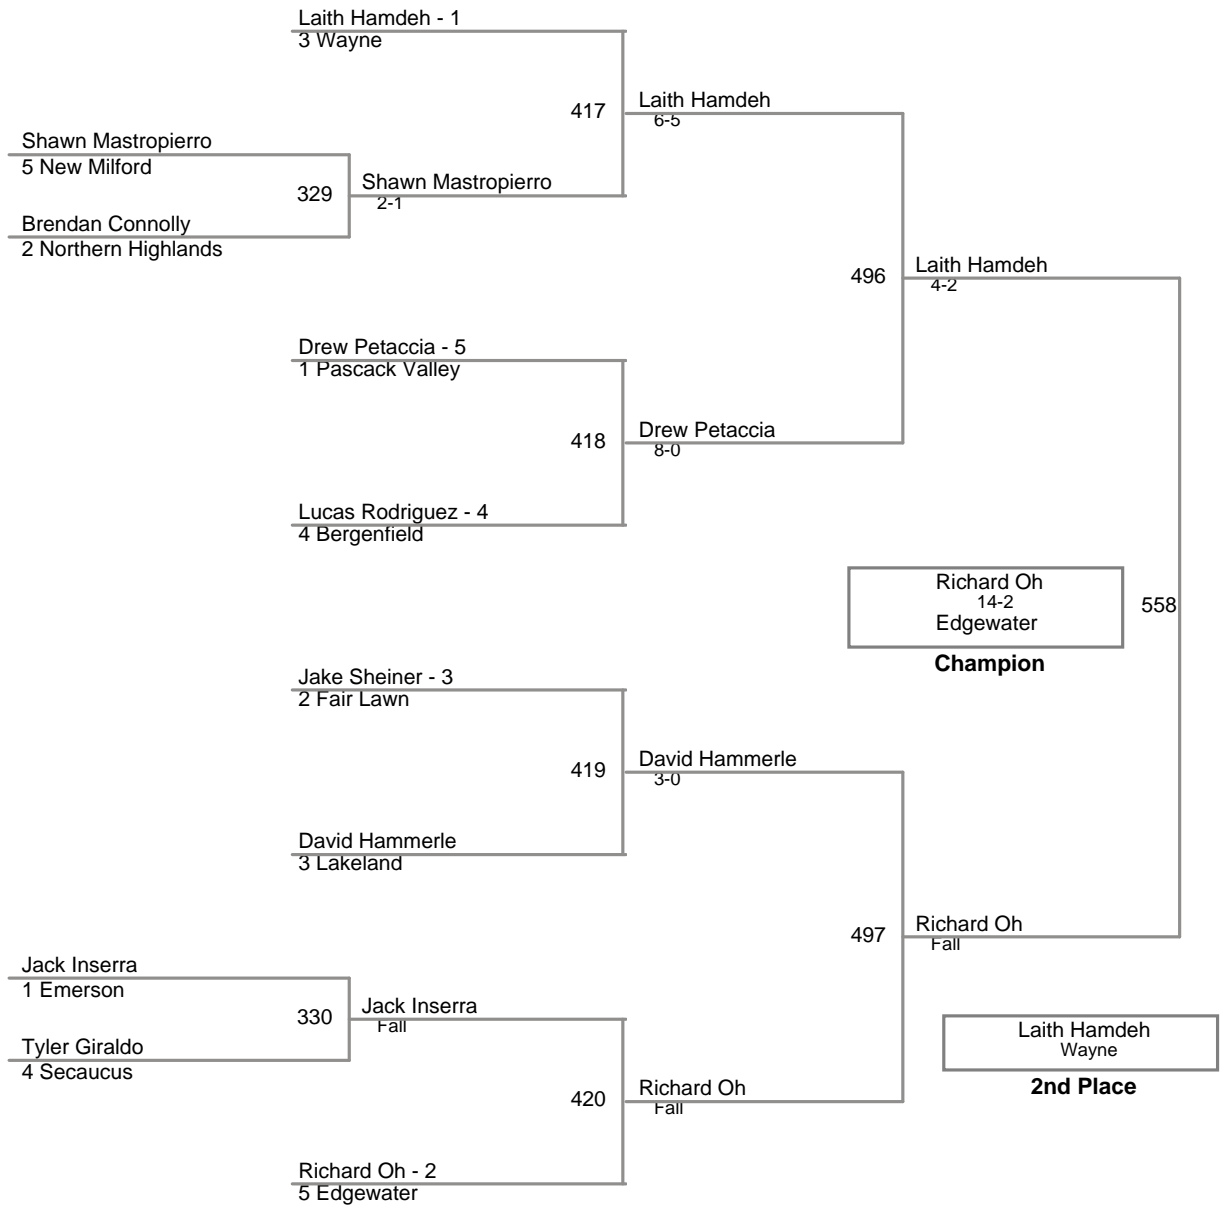 Laith Hamdeh - 1
3 Wayne
417
Laith Hamdeh
6-5
Shawn Mastropierro
5 New Milford
329
Shawn Mastropierro
2-1
Brendan Connolly
2 Northern Highlands
496
Laith Hamdeh
4-2
Drew Petaccia - 5
1 Pascack Valley
418
Drew Petaccia
8-0
Lucas Rodriguez - 4
4 Bergenfield
Richard Oh
14-2
Edgewater
Champion
558
Jake Sheiner - 3
2 Fair Lawn
419
David Hammerle
3-0
David Hammerle
3 Lakeland
497
Richard Oh
Fall
Jack Inserra
1 Emerson
330
Jack Inserra
Fall
Tyler Giraldo
4 Secaucus
420
Richard Oh
Fall
Richard Oh - 2
5 Edgewater
Laith Hamdeh
Wayne
2nd Place